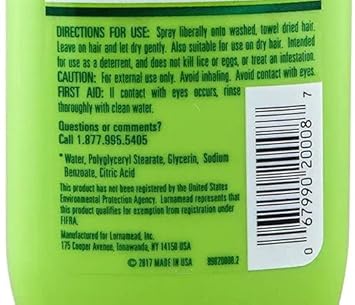 DIRECTIONS FOR USE: Spray liberally onto washed, towel dried hair.
Leave on hair and let dry gently. Also suitable for use on dry hair. Intended
for use as a deterrent, and does not kill lice or eggs, or treat an infestation.
CAUTION: For external use only. Avoid inhaling. Avoid contact with eyes.
FIRST AID: If contact with eyes occurs, rinse
thoroughly with clean water.
Questions or comments?
Call 1.877.995.5405
*Water, Polyglyceryl Stearate, Glycerin, Sodium
Benzoate, Citric Acid
This product has not been registered by the United States
Environmental Protection Agency. Lornamead represents that
this product qualifies for exemption from registration under
FIFRA.
Manufactured for Lornamead, Inc.
175 Cooper Avenue, Tonawanda, NY 14150 USA
© 2017 MADE IN USA 89820008.2
0 67990 20008 7